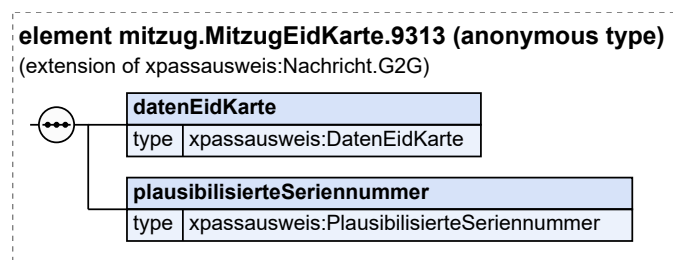 element mitzug.MitzugEidKarte.9313 (anonymous type)
(extension of xpassausweis:Nachricht.G2G)
datenEidKarte
type xpassausweis:DatenEidKarte
plausibilisierteSeriennummer
type xpassausweis:PlausibilisierteSeriennummer